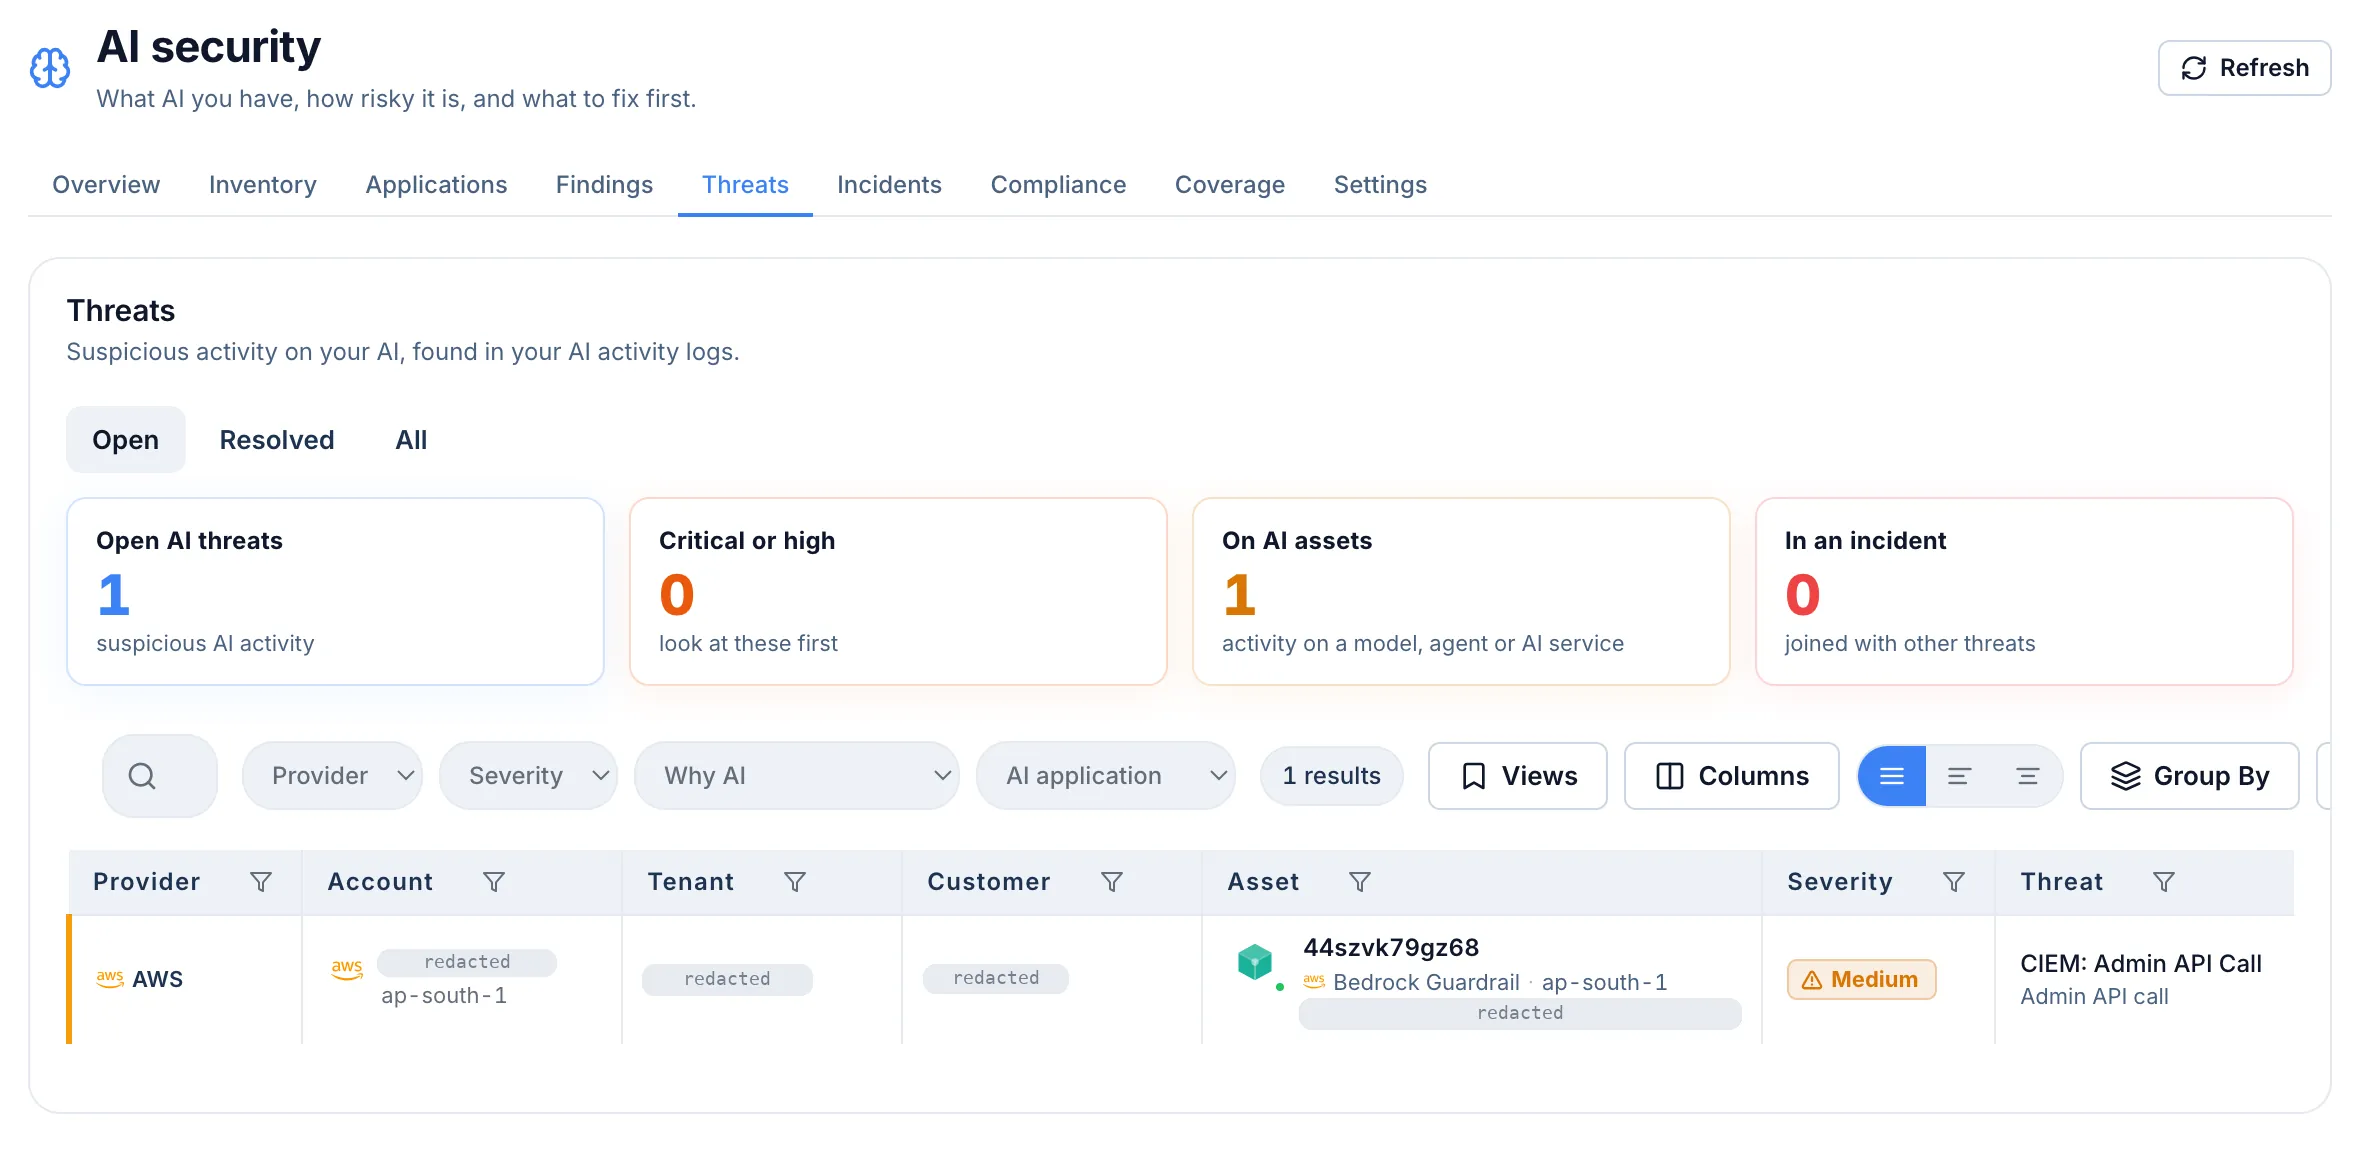 AI security
What AI you have, how risky it is, and what to fix first.
Refresh
Overview Inventory Applications Findings Threats Incidents Compliance Coverage Settings
Threats
Suspicious activity on your AI, found in your AI activity logs.
Open Resolved All
Open AI threats
1
suspicious AI activity
Critical or high
0
look at these first
On AI assets
1
activity on a model, agent or AI service
In an incident
0
joined with other threats
Provider Severity Why AI AI application 1 results Views Columns Group By
Provider Account Tenant Customer Asset Severity Threat
aws AWS
aws redacted
ap-south-1
redacted
redacted
44szvk79gz68
aws Bedrock Guardrail · ap-south-1
redacted
Medium
CIEM: Admin API Call
Admin API call